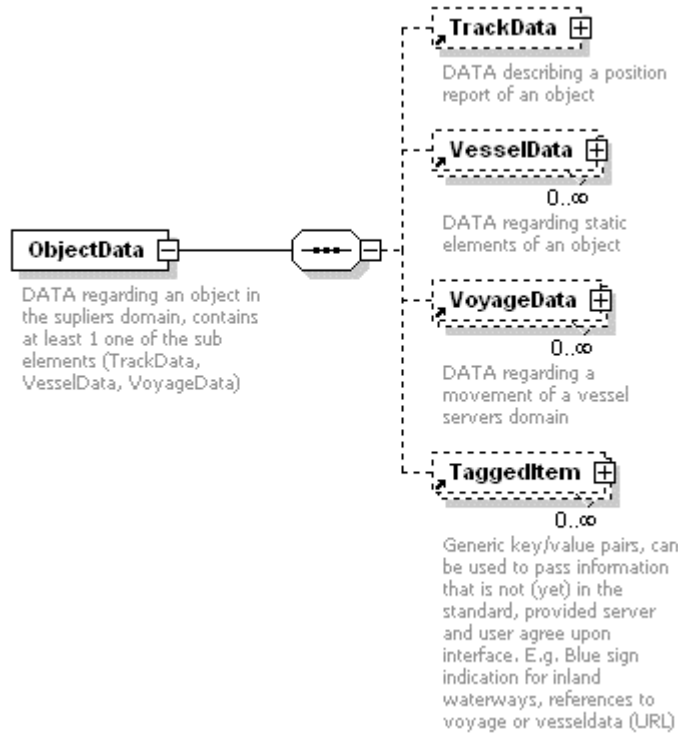 TrackData
DATA describing a position
report of an object
VesselData
0..∞
DATA regarding static
elements of an object
ObjectData
DATA regarding an object in
the supliers domain, contains
at least 1 one of the sub
elements (TrackData,
VesselData, VoyageData)
VoyageData
0..∞
DATA regarding a
movement of a vessel
servers domain
TaggedItem
0..∞
Generic key/value pairs, can
be used to pass information
that is not (yet) in the
standard, provided server
and user agree upon
interface. E.g. Blue sign
indication for inland
waterways, references to
voyage or vesseldata (URL)